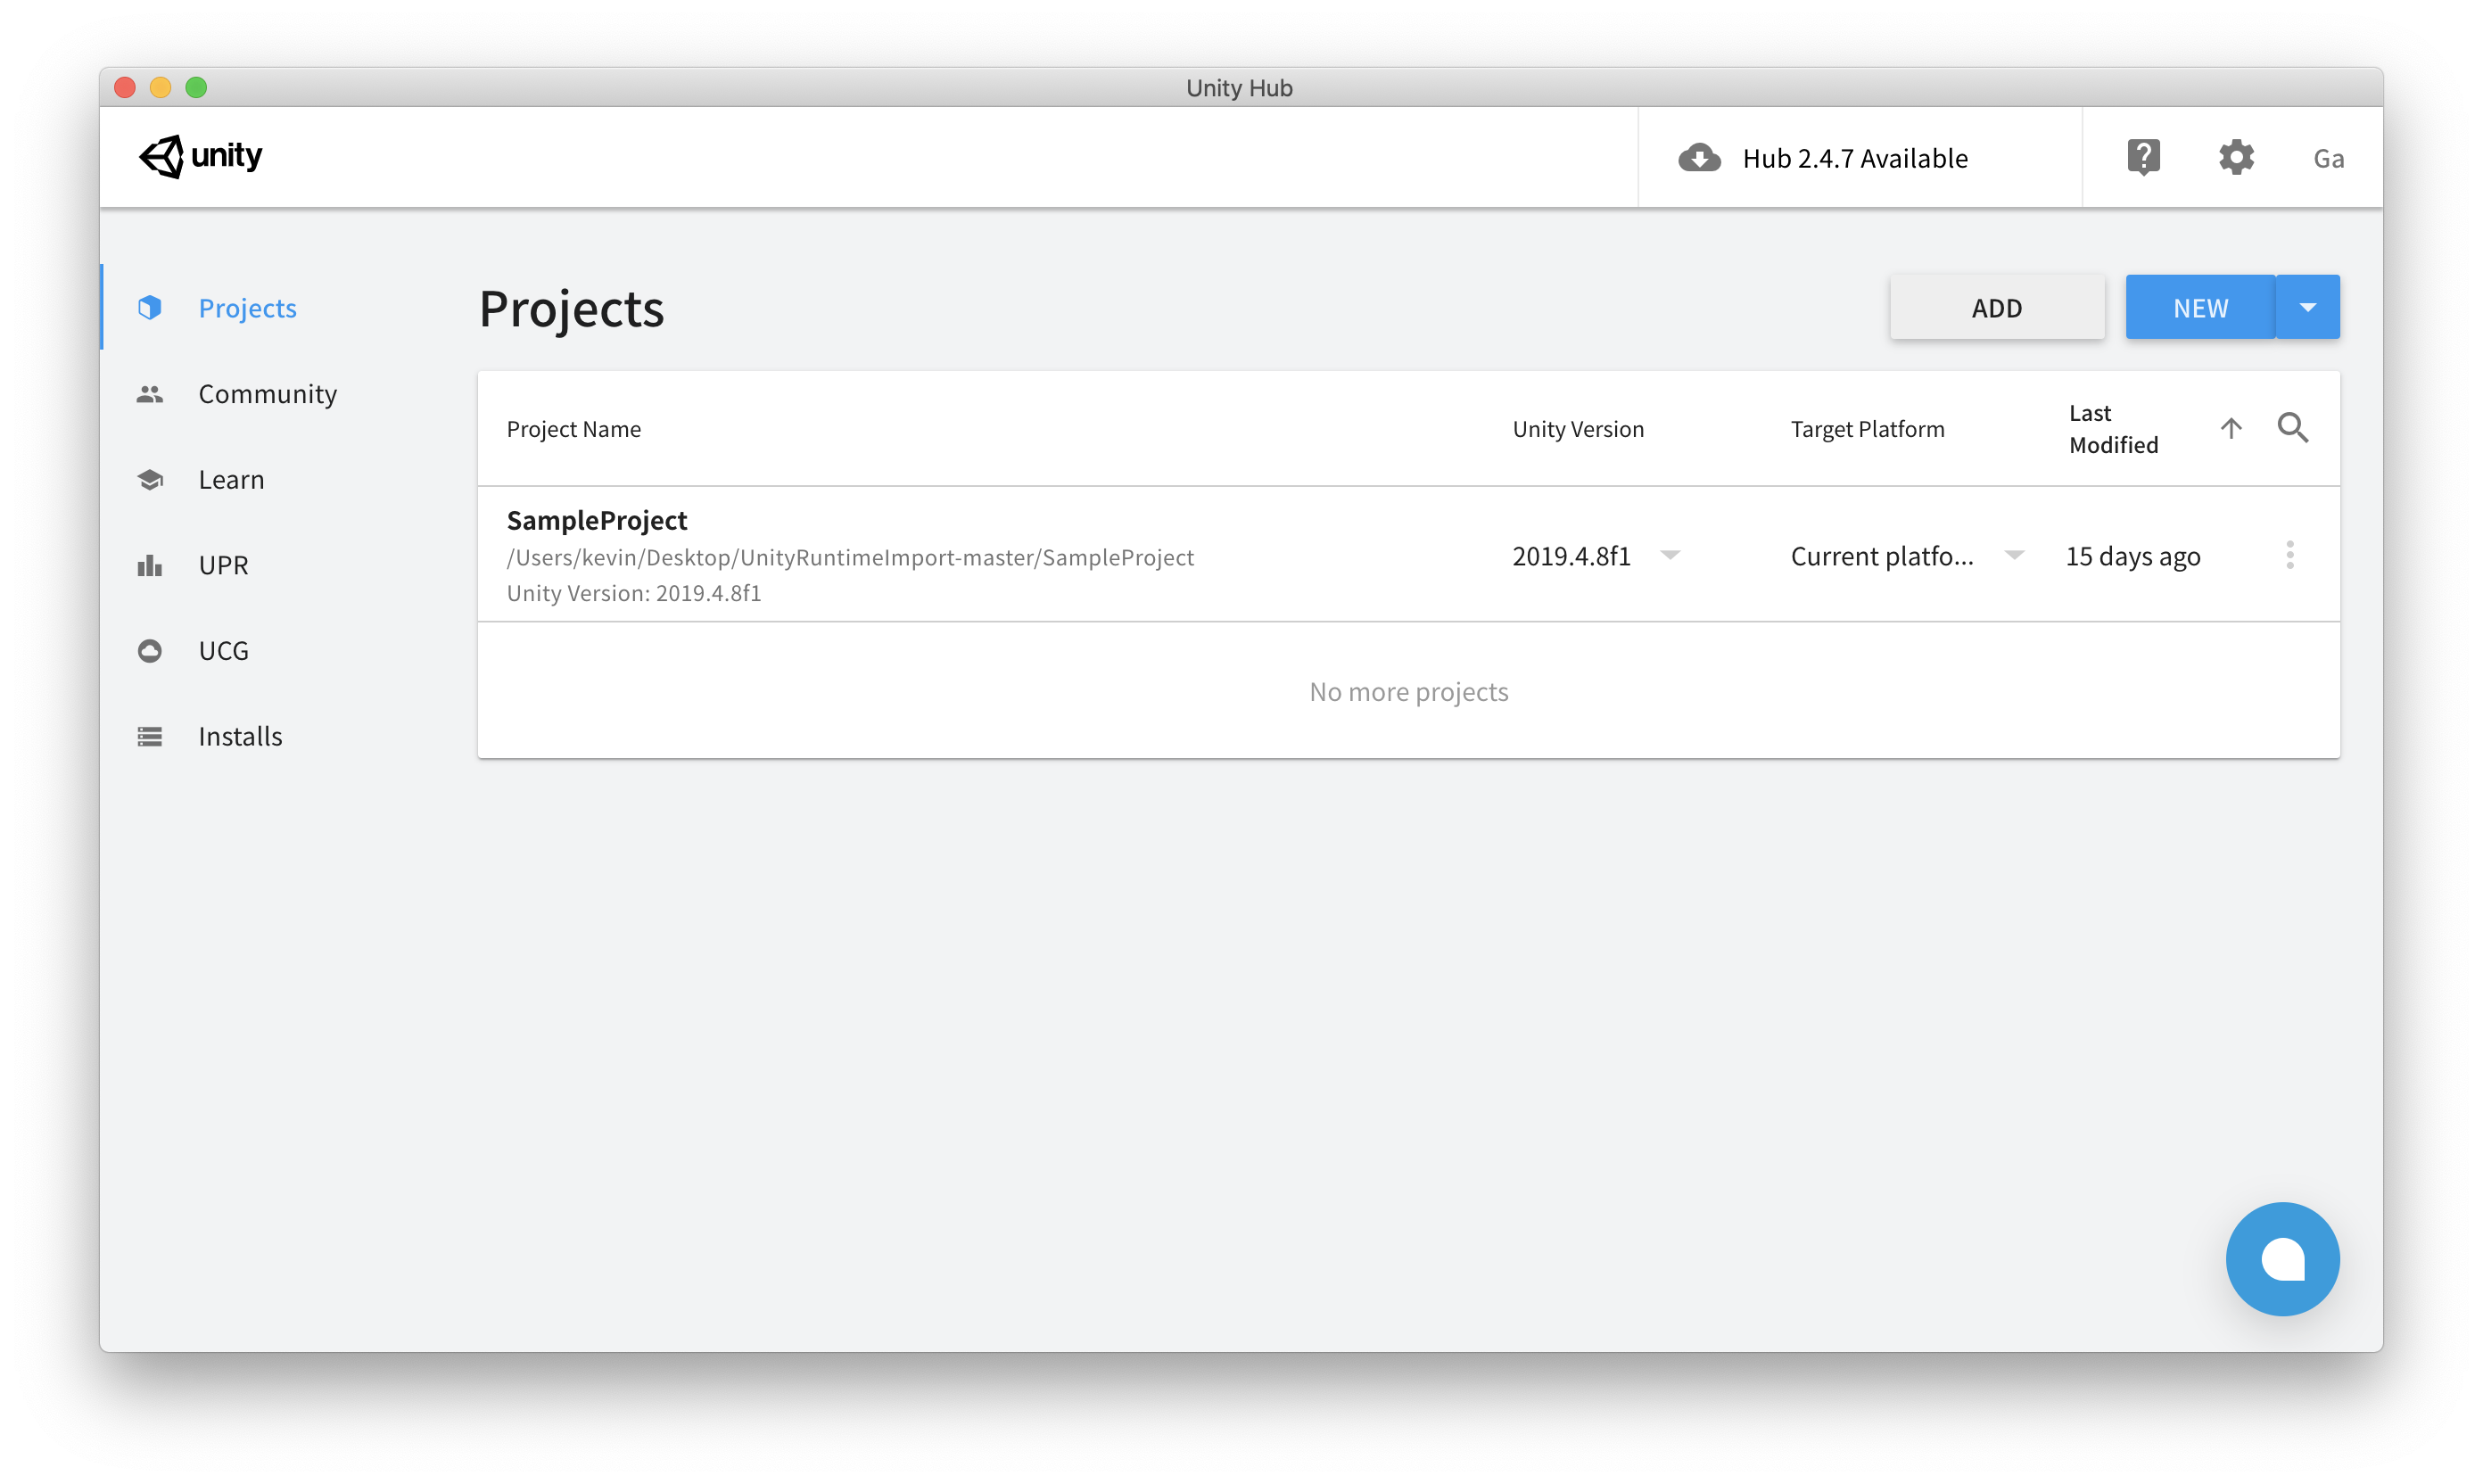 Unity Hub
unity
Hub 2.4.7 Available
Ga
Projects
Community
Learn
UPR
UCG
Installs
Projects
ADD
NEW
Project Name
Unity Version
Target Platform
Last
Modified
SampleProject
/Users/kevin/Desktop/UnityRuntimeImport-master/SampleProject
Unity Version: 2019.4.8f1
2019.4.8f1
Current platfo...
15 days ago
No more projects